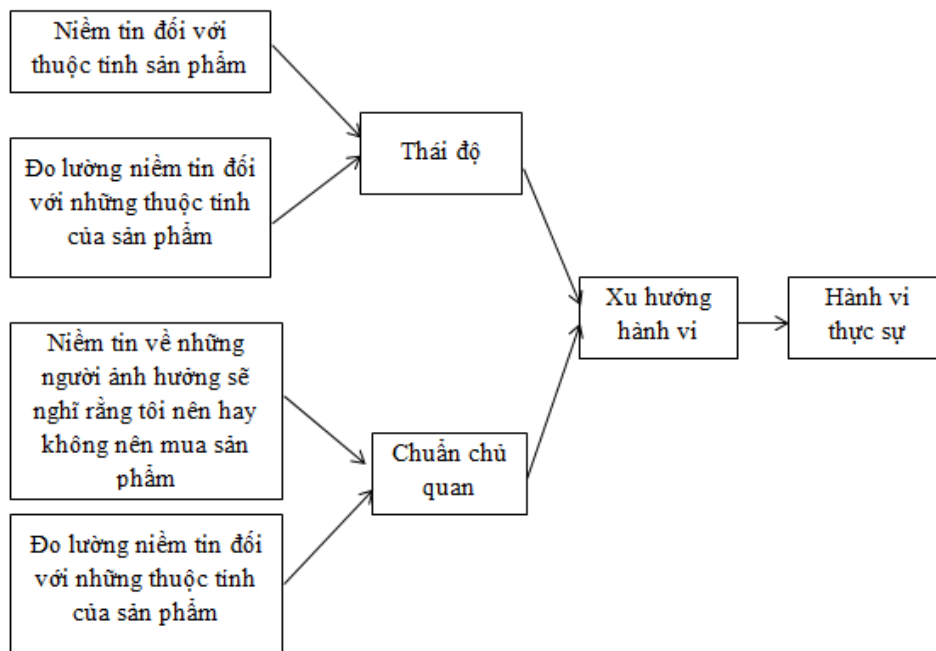 Niềm tin đối với
thuộc tính sản phẩm
Đo lường niềm tin đối
với những thuộc tính
của sản phẩm
Thái độ
Niềm tin về những
người ảnh hưởng sẽ
nghĩ rằng tôi nên hay
không nên mua sản
phẩm
Đo lường niềm tin đối
với những thuộc tính
của sản phẩm
Chuẩn chủ
quan
Xu hướng
hành vi
Hành vi
thực sự